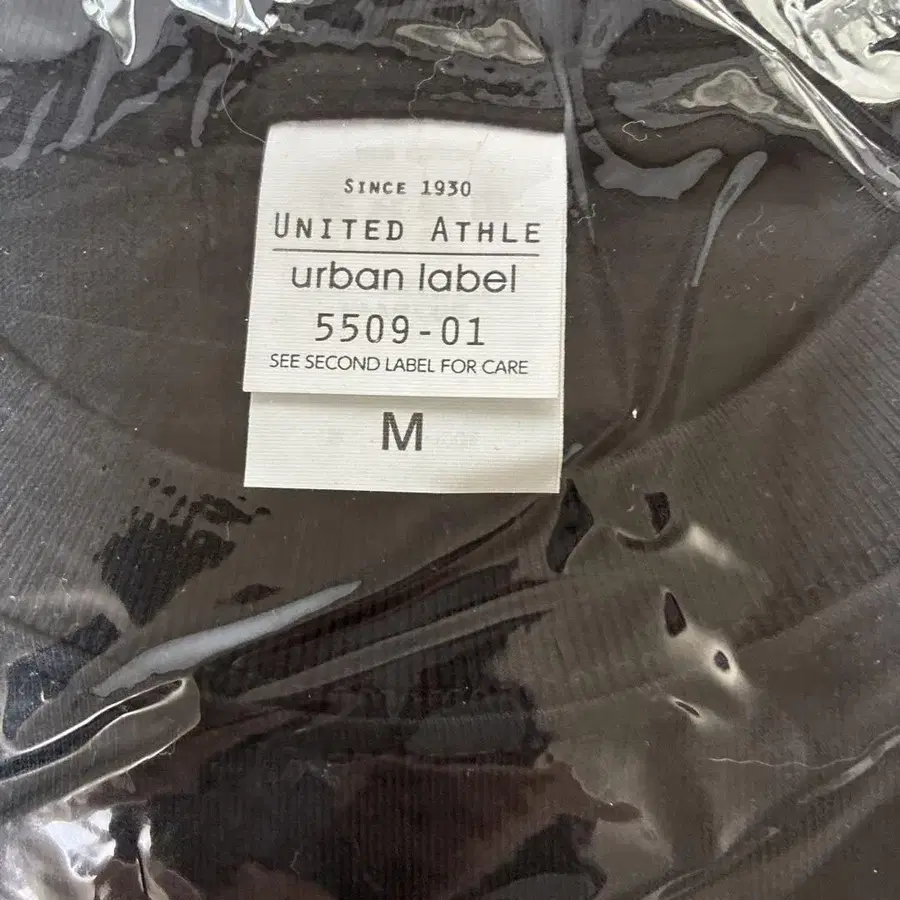 SINCE 1930
UNITED ATHLE
urban label
5509-01
SEE SECOND LABEL FOR CARE
M